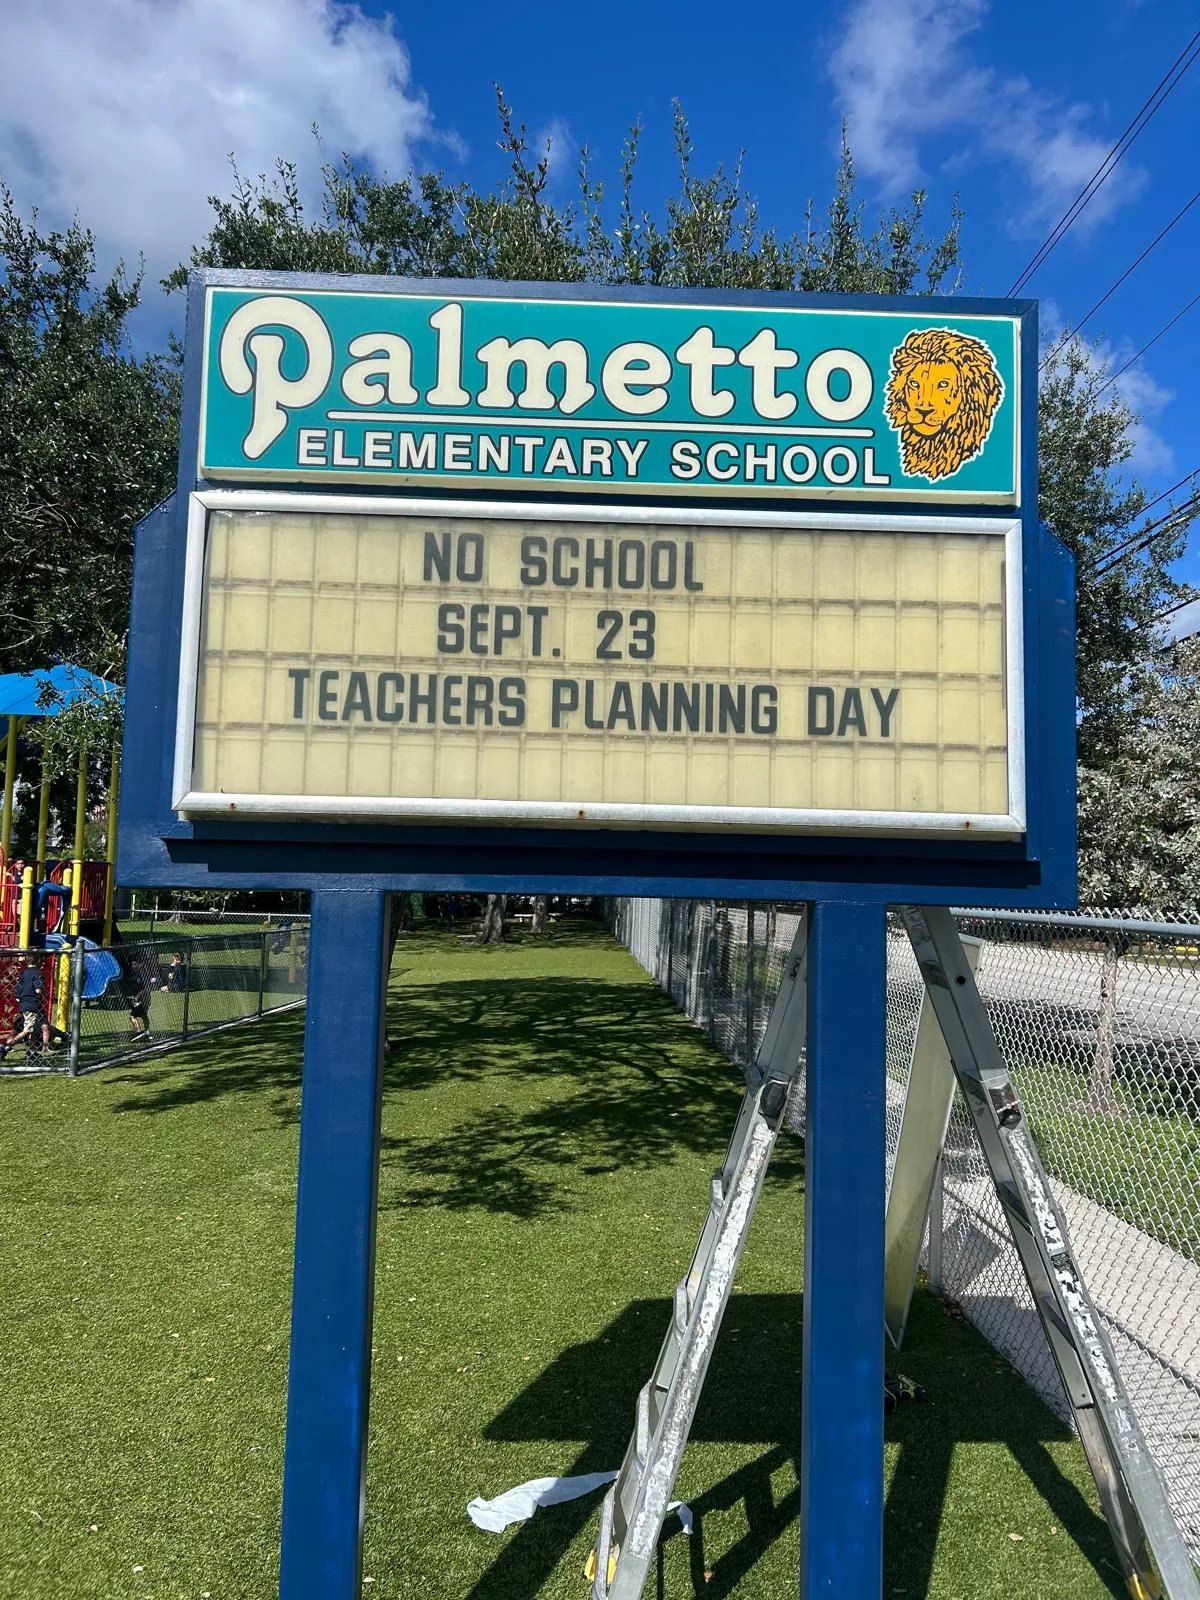 Palmetto
ELEMENTARY SCHOOL
NO SCHOOL
SEPT. 23
TEACHERS PLANNING DAY